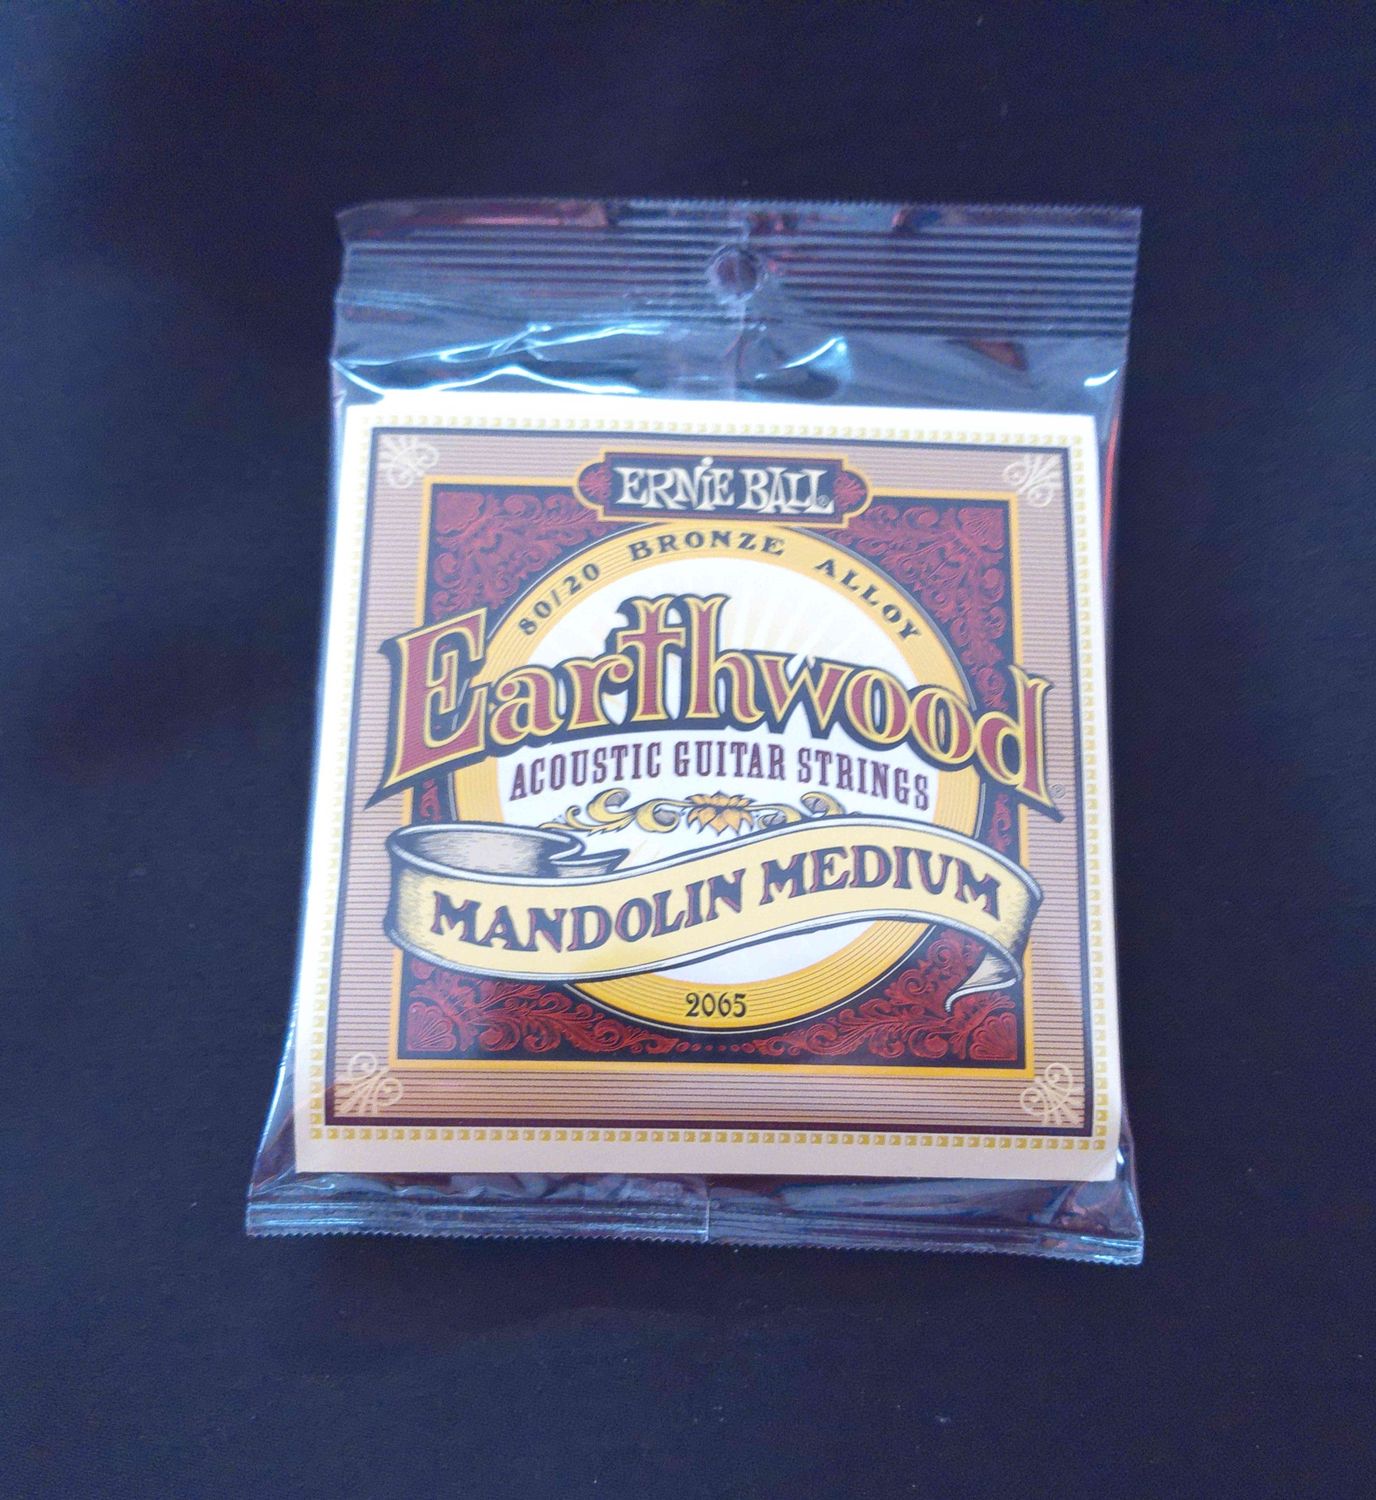 ERNIE BALL®
80/20 BRONZE ALLOY
Earthwood®
ACOUSTIC GUITAR STRINGS
MANDOLIN MEDIUM
2065